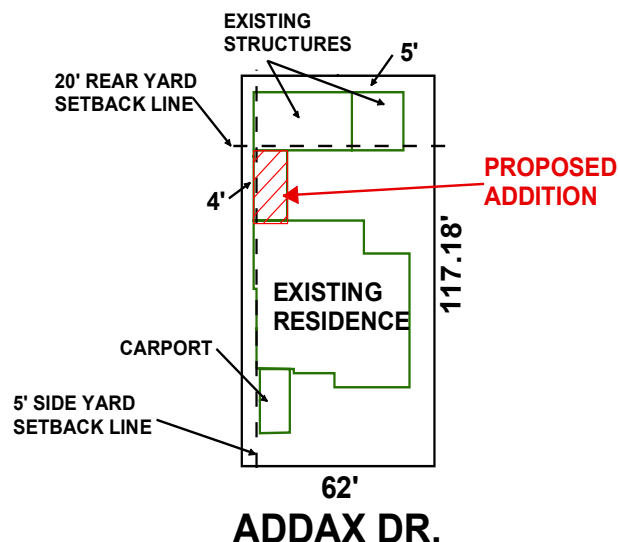 EXISTING
STRUCTURES
5'
20' REAR YARD
SETBACK LINE
PROPOSED
ADDITION
4'
117.18'
EXISTING
RESIDENCE
CARPORT
5' SIDE YARD
SETBACK LINE
62'
ADDAX DR.